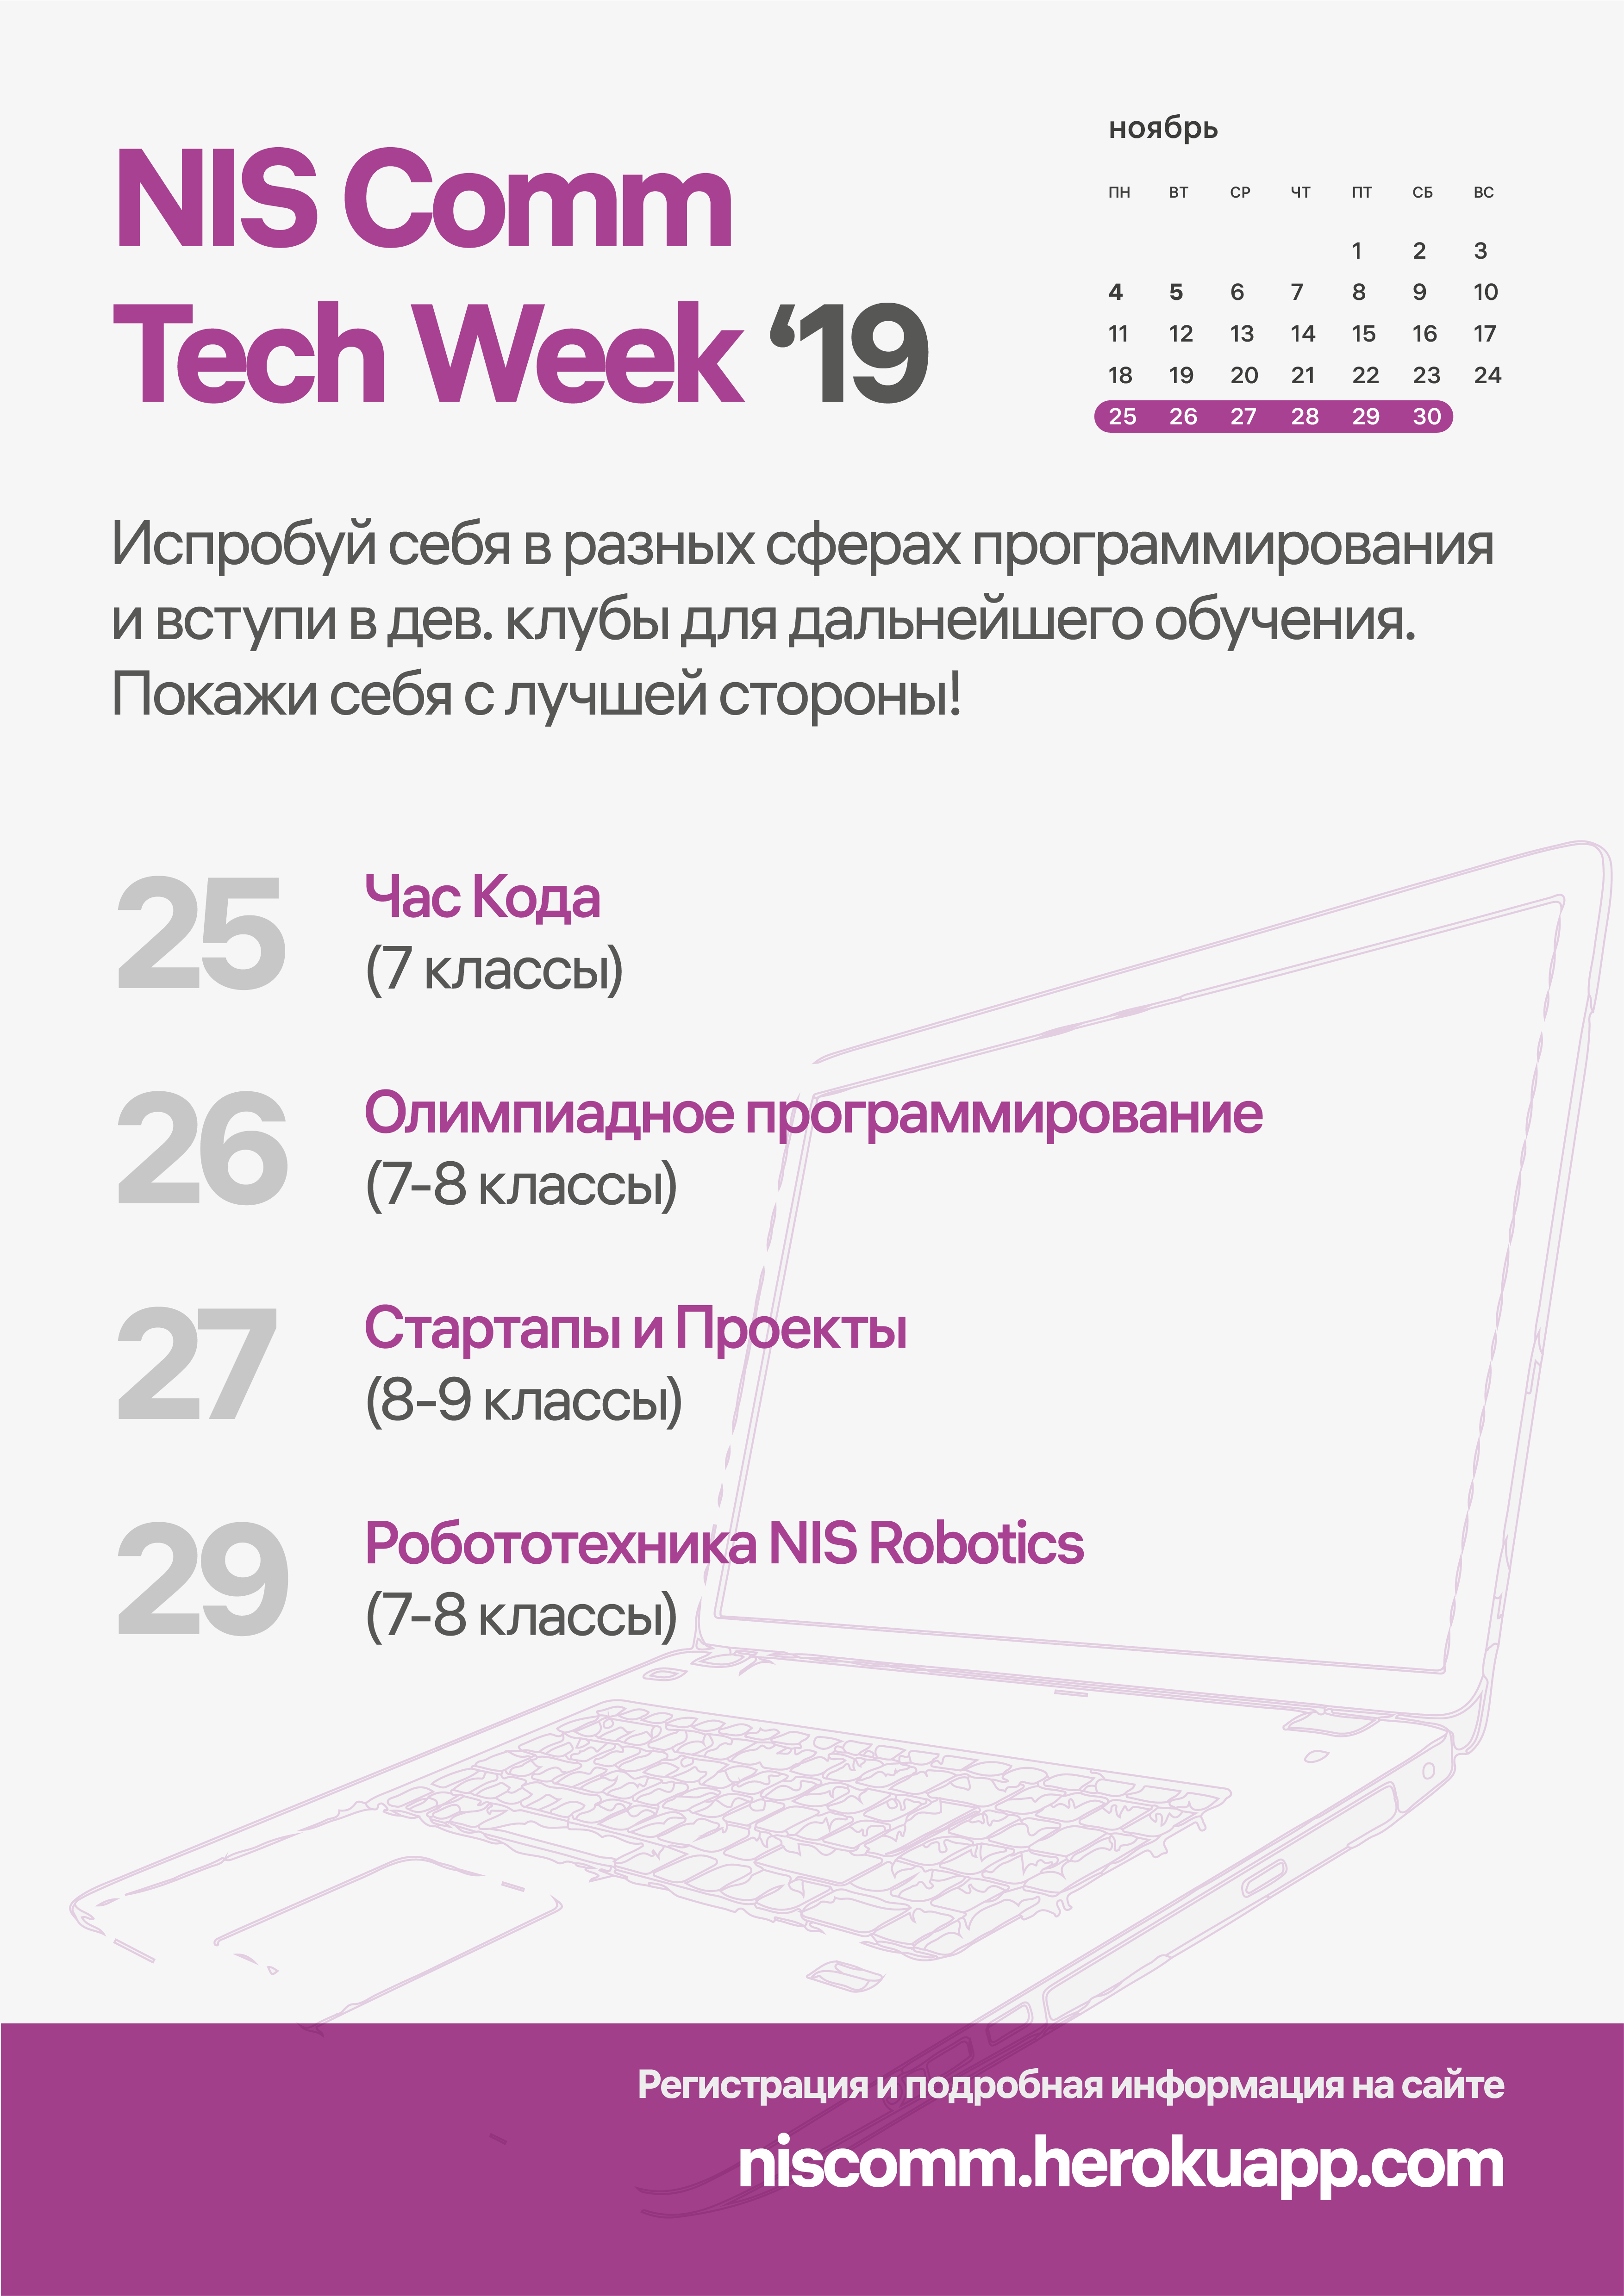 NIS Comm
Tech Week ‘19
ноябрь
ПН ВТ СР ЧТ ПТ СБ ВС
1 2 3
4 5 6 7 8 9 10
11 12 13 14 15 16 17
18 19 20 21 22 23 24
25 26 27 28 29 30
Испробуй себя в разных сферах программирования
и вступи в дев. клубы для дальнейшего обучения.
Покажи себя с лучшей стороны!
25
Час Кода
(7 классы)
26
Олимпиадное программирование
(7-8 классы)
27
Стартапы и Проекты
(8-9 классы)
29
Робототехника NIS Robotics
(7-8 классы)
Регистрация и подробная информация на сайте
niscomm.herokuapp.com